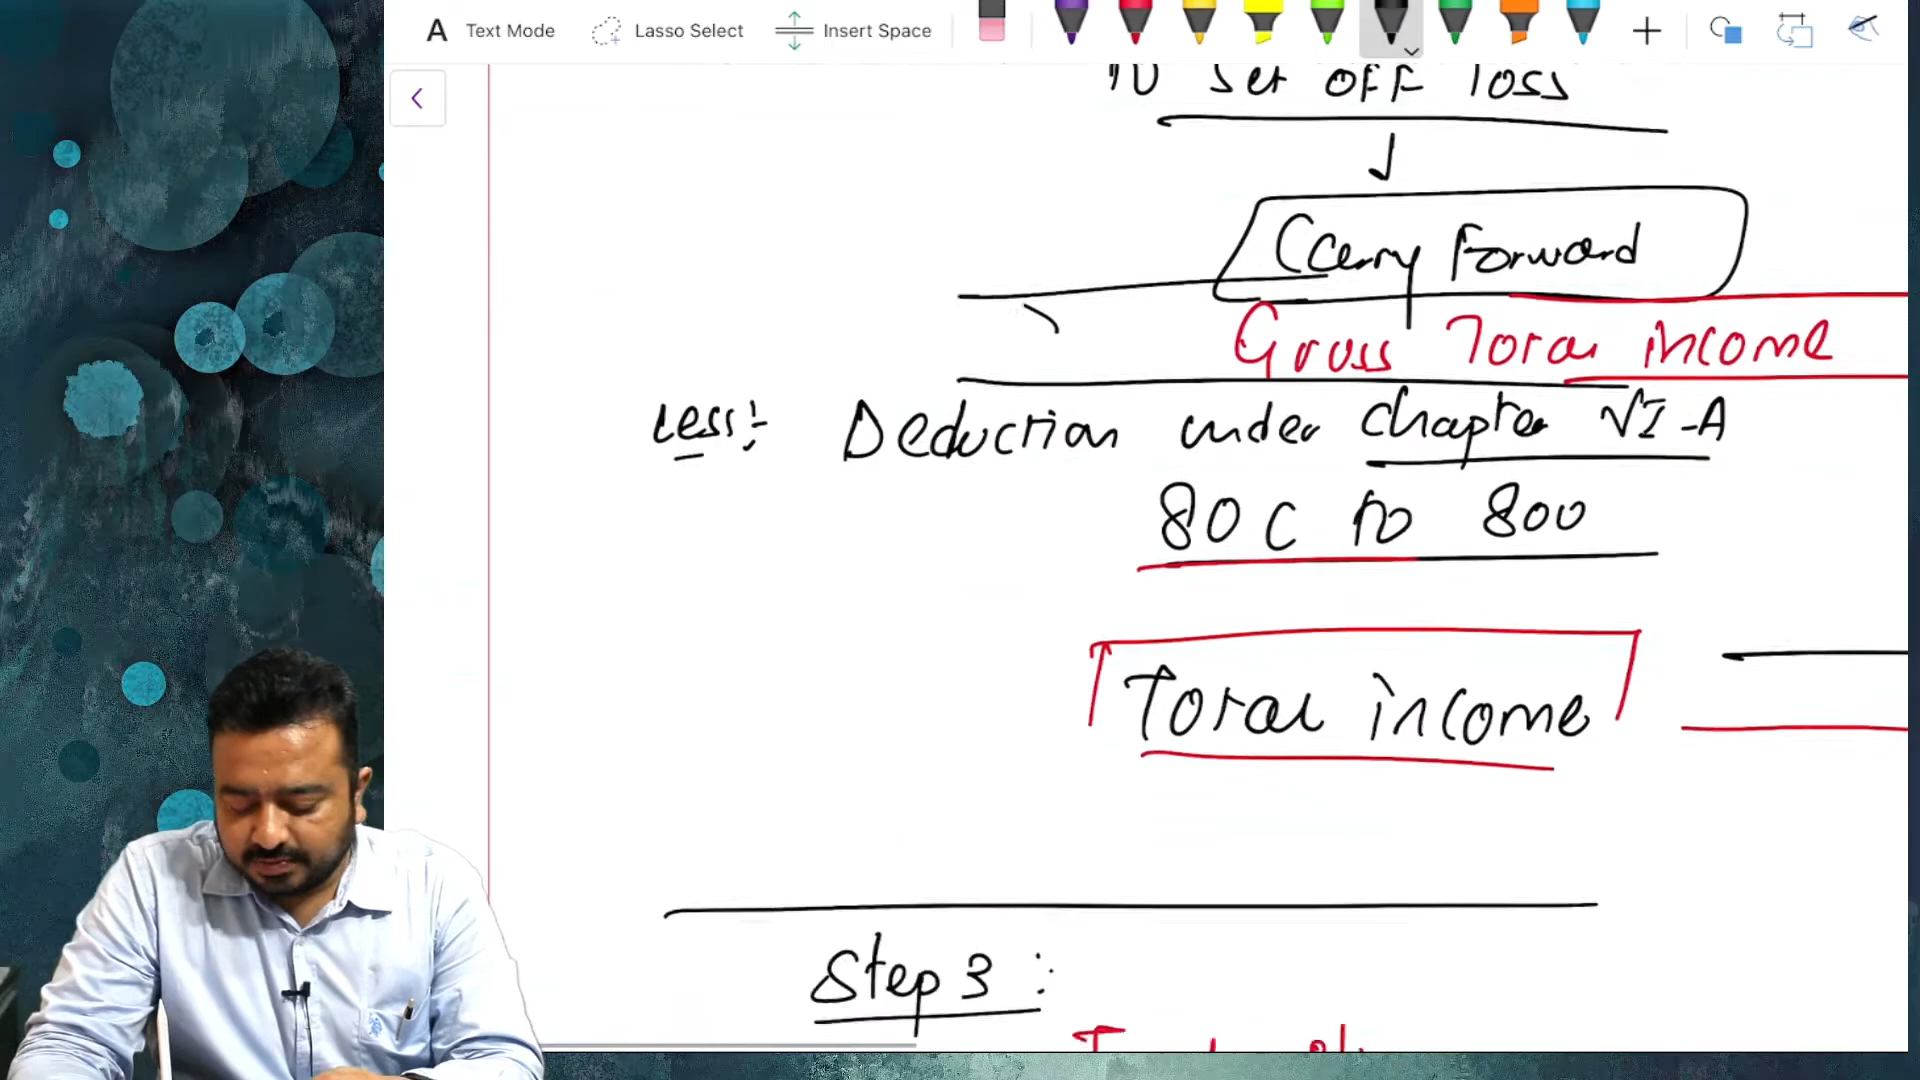 A Text Mode Lasso Select Insert Space
To Set OFF loss
Carry Forward
Gross Total income
Less:- Deduction under chapter VI-A
80C to 80U
Total income
Step 3 :